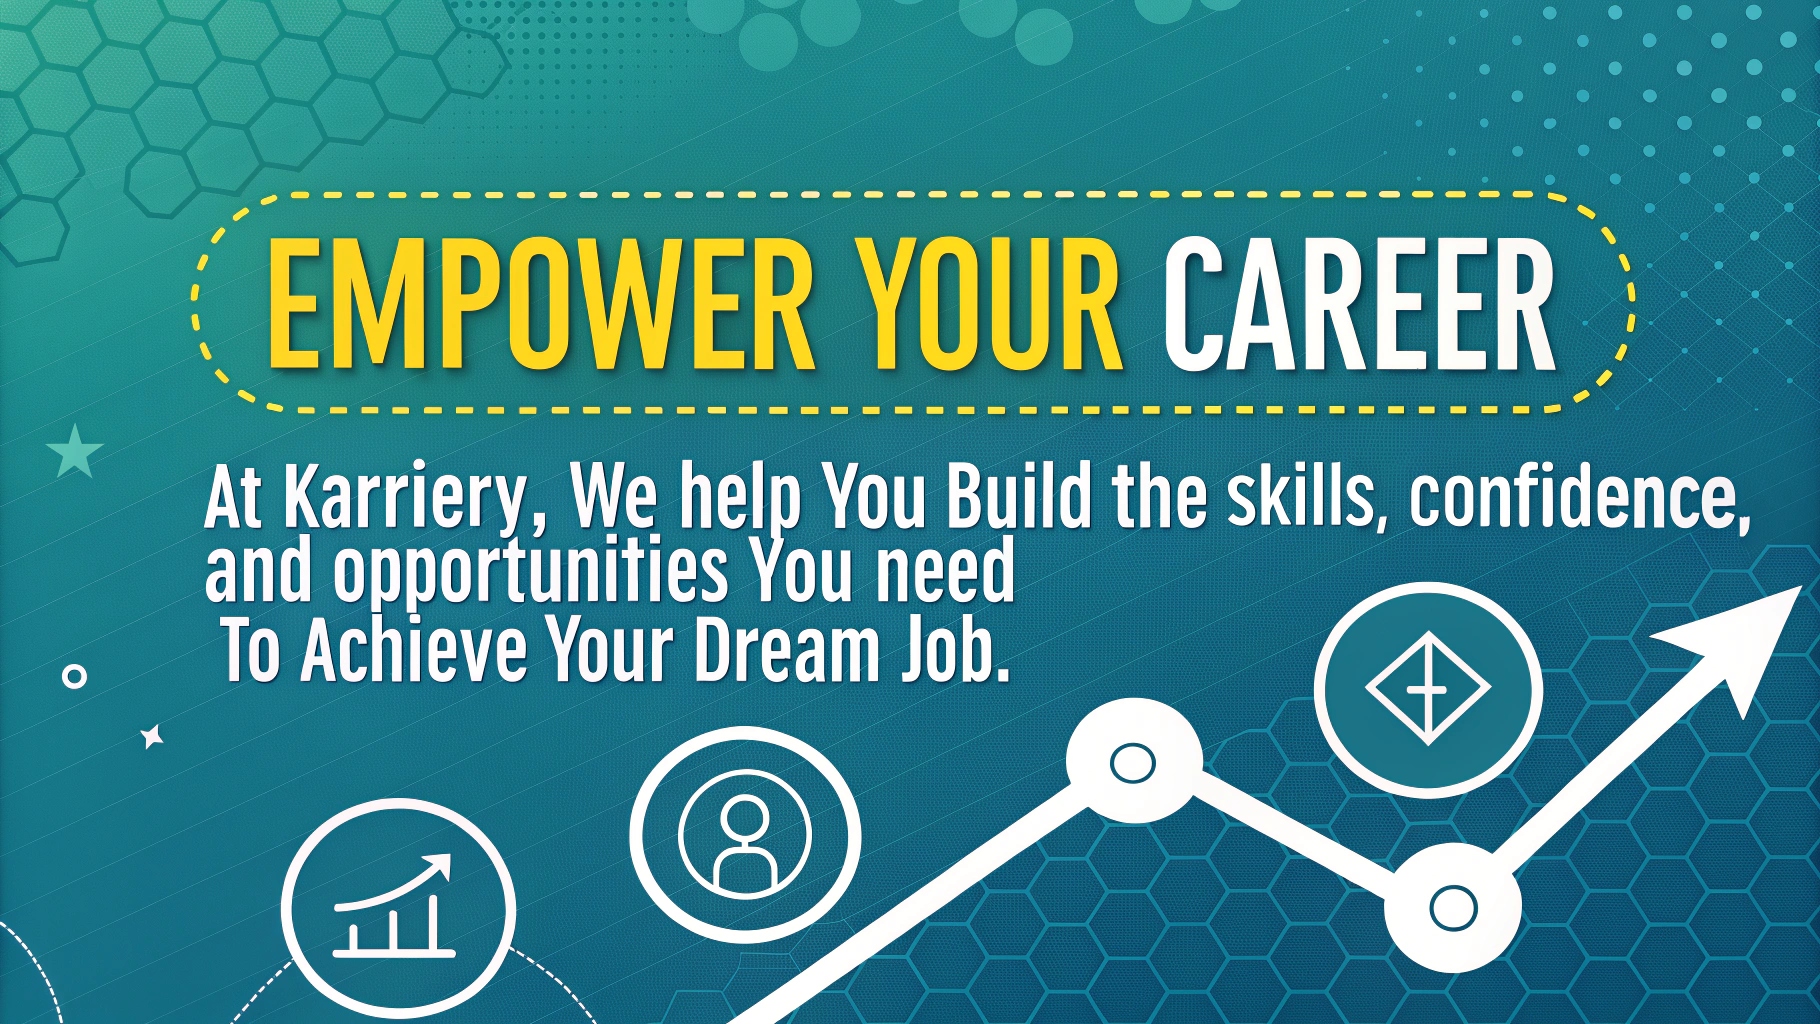 EMPOWER YOUR CAREER
At Karriery, We help You Build the skills, confidence,
and opportunities You need
To Achieve Your Dream Job.